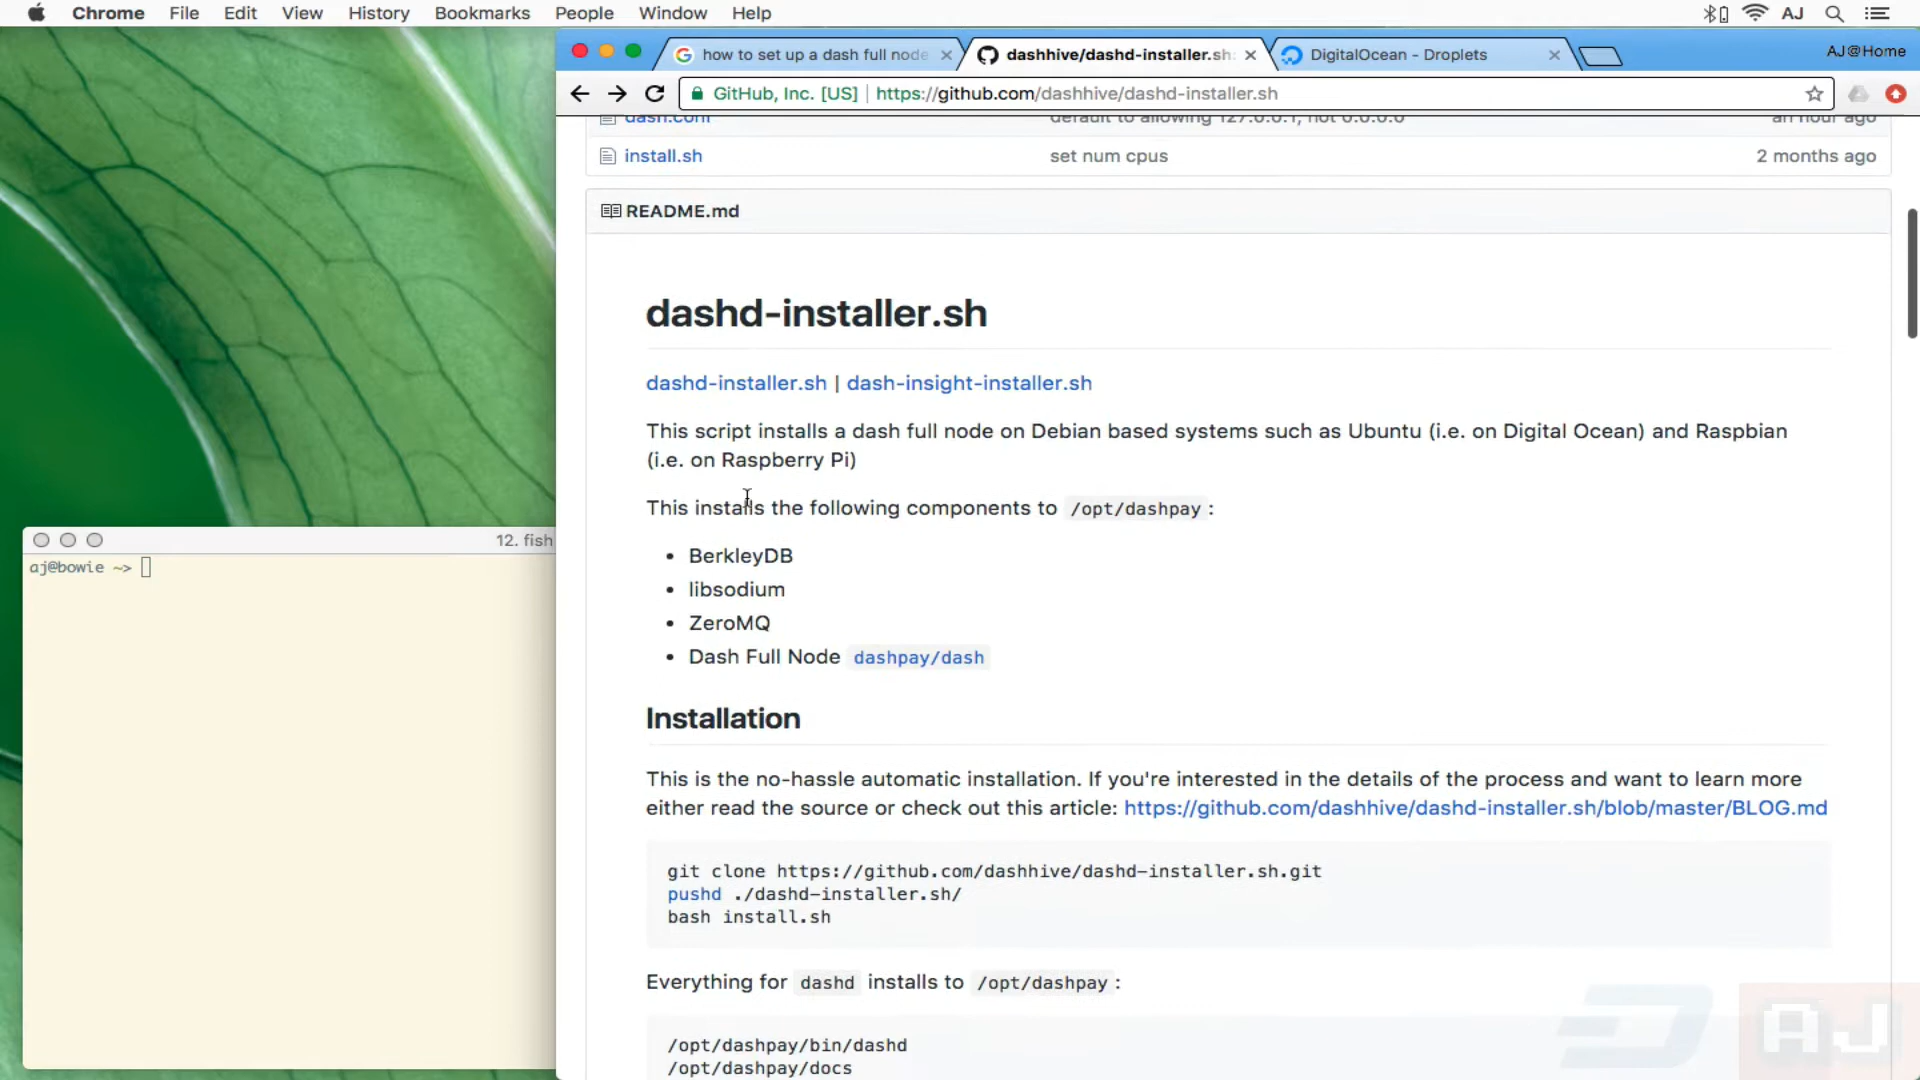 Chrome File Edit View History Bookmarks People Window Help AJ
how to set up a dash full node dashhive/dashd-installer.sh: DigitalOcean - Droplets AJ@Home
GitHub, Inc. [US] https://github.com/dashhive/dashd-installer.sh
dash.conf default to allowing 127.0.0.1, not 0.0.0.0 an hour ago
install.sh set num cpus 2 months ago
README.md
dashd-installer.sh
dashd-installer.sh | dash-insight-installer.sh
This script installs a dash full node on Debian based systems such as Ubuntu (i.e. on Digital Ocean) and Raspbian
(i.e. on Raspberry Pi)
This installs the following components to /opt/dashpay :
• BerkleyDB
• libsodium
• ZeroMQ
• Dash Full Node dashpay/dash
Installation
This is the no-hassle automatic installation. If you're interested in the details of the process and want to learn more
either read the source or check out this article: https://github.com/dashhive/dashd-installer.sh/blob/master/BLOG.md
git clone https://github.com/dashhive/dashd-installer.sh.git
pushd ./dashd-installer.sh/
bash install.sh
Everything for dashd installs to /opt/dashpay :
/opt/dashpay/bin/dashd
/opt/dashpay/docs
12. fish
aj@bowie ~>
AJ